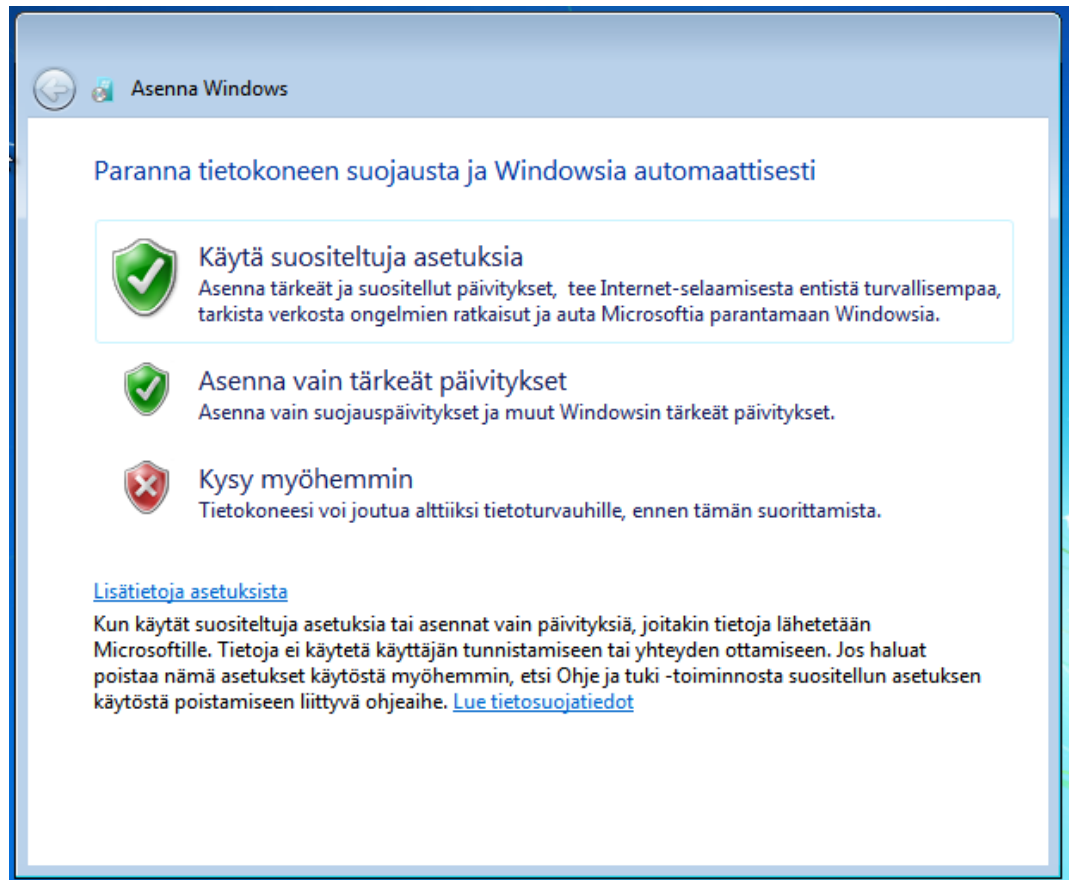 Asenna Windows
Paranna tietokoneen suojausta ja Windowsia automaattisesti
Käytä suositeltuja asetuksia
Asenna tärkeät ja suositellut päivitykset,  tee Internet-selaamisesta entistä turvallisempaa,
tarkista verkosta ongelmien ratkaisut ja auta Microsoftia parantamaan Windowsia.
Asenna vain tärkeät päivitykset
Asenna vain suojauspäivitykset ja muut Windowsin tärkeät päivitykset.
Kysy myöhemmin
Tietokoneesi voi joutua alttiiksi tietoturvauhille, ennen tämän suorittamista.
Lisätietoja asetuksista
Kun käytät suositeltuja asetuksia tai asennat vain päivityksiä, joitakin tietoja lähetetään
Microsoftille. Tietoja ei käytetä käyttäjän tunnistamiseen tai yhteyden ottamiseen. Jos haluat
poistaa nämä asetukset käytöstä myöhemmin, etsi Ohje ja tuki -toiminnosta suositellun asetuksen
käytöstä poistamiseen liittyvä ohjeaihe. Lue tietosuojatiedot